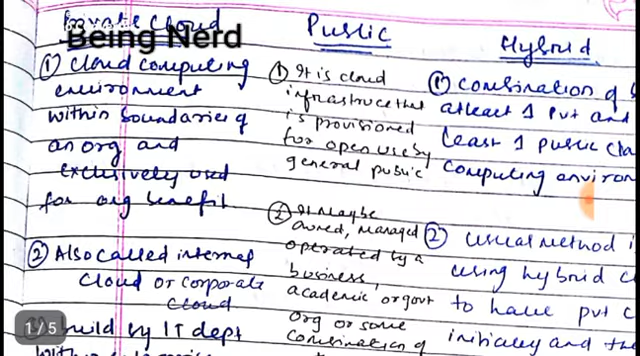 Private Cloud
Being Nerd
① Cloud computing
environment
within boundaries of
an org and
exclusively used
for org benefit
② Also called internal
cloud or corporate
cloud
build by IT dept
Public
① It is cloud
infrastructure that
is provisioned
for open use by
general public
② It may be
owned, managed
operated by a
business,
academic or govt
org or some
combination of
Hybrid
① combination of
atleast 1 pvt and
least 1 public
computing environ
② usual method i
using hybrid c
to have pvt c
initially and the
1 / 5